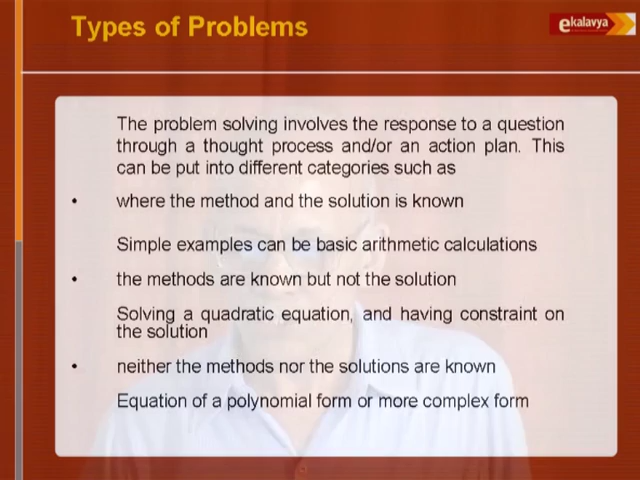 Types of Problems
ekalavya
The problem solving involves the response to a question
through a thought process and/or an action plan. This
can be put into different categories such as
• where the method and the solution is known
Simple examples can be basic arithmetic calculations
• the methods are known but not the solution
Solving a quadratic equation, and having constraint on
the solution
• neither the methods nor the solutions are known
Equation of a polynomial form or more complex form